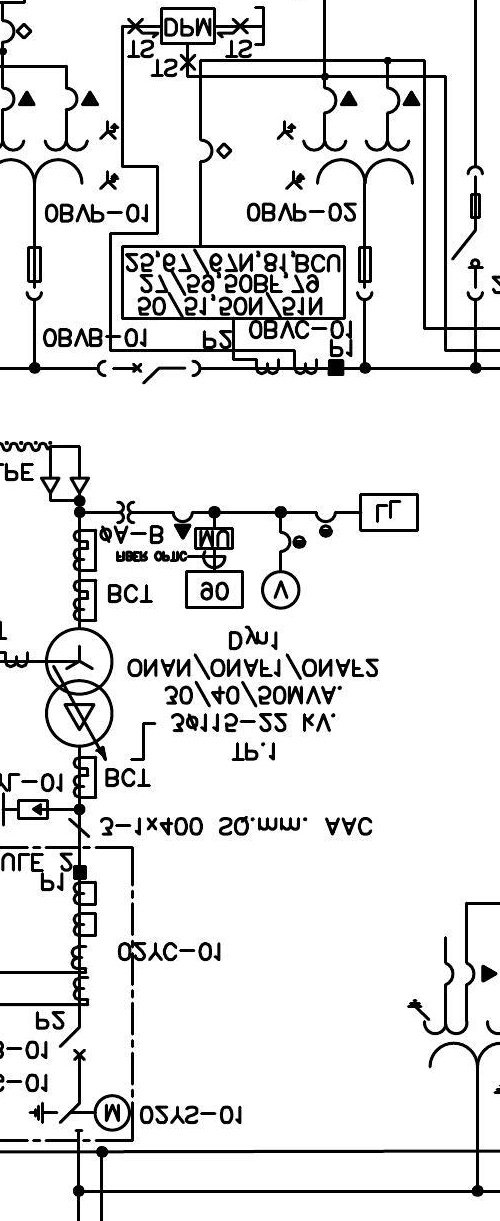 M 02YS-01
S-01
B-01
P2
02YC-01
P1
ULE 2
3-1x400 SQ.mm. AAC
YL-01
BCT
TP.1
3ø115-22 kV.
30/40/50MVA.
ONAN/ONAF1/ONAF2
Dyn1
BCT
90
V
FIBER OPTIC
øA-B
MU
LL
PE
P1
0BVB-01
P2
0BVC-01
50/51,50N/51N
27/59,50BF,79
25,67/67N,81,BCU
0BVP-01
0BVP-02
TS
TS
TS
DPM